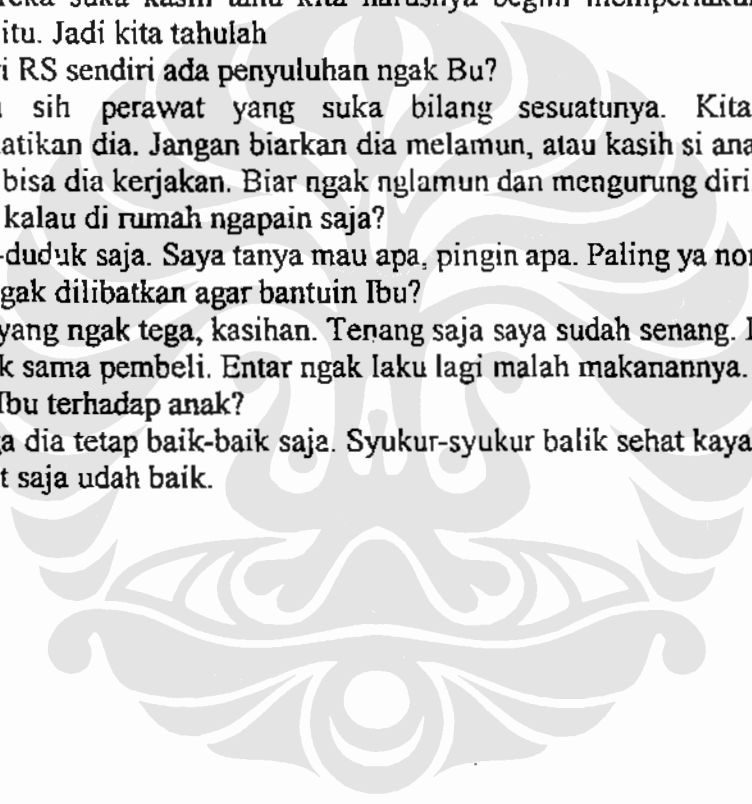 suka kasih tahu kita harusnya begini
itu. Jadi kita tahulah
RS sendiri ada penyuluhan ngak Bu?
sih perawat yang suka bilang sesuatunya. Kita
atikan dia. Jangan biarkan dia melamun, atau kasih si ana
bisa dia kerjakan. Biar ngak nglamun dan mengurung diri
kalau di rumah ngapain saja?
-duduk saja. Saya tanya mau apa, pingin apa. Paling ya nor
gak dilibatkan agar bantuin Ibu?
yang ngak tega, kasihan. Tenang saja saya sudah senang.
k sama pembeli. Entar ngak laku lagi malah makanannya.
Ibu terhadap anak?
a dia tetap baik-baik saja. Syukur-syukur balik sehat kaya
t saja udah baik.